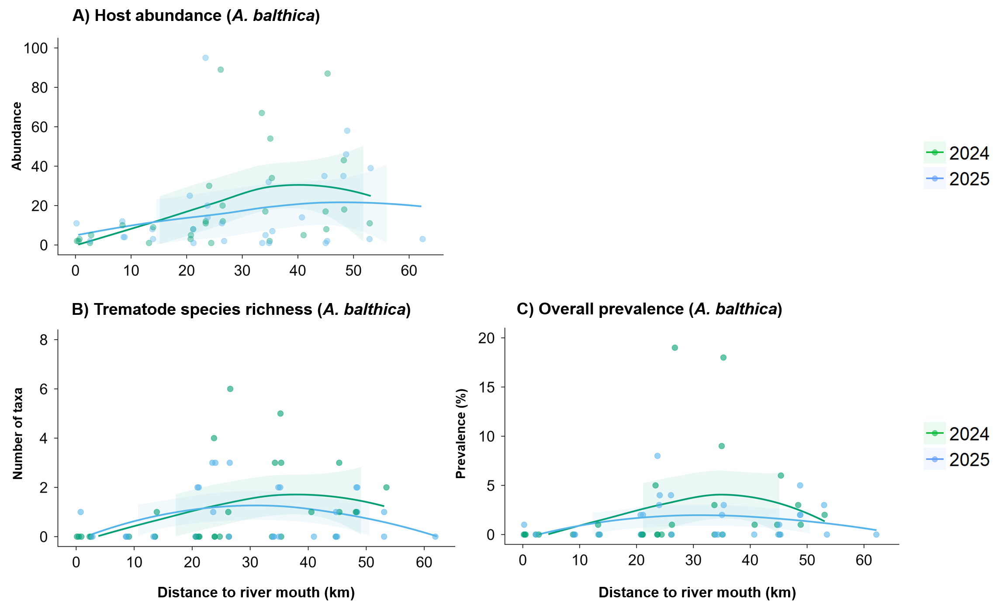 A) Host abundance (A. balthica)
Abundance
100
80
60
40
20
0
0 10 20 30 40 50 60
2024
2025
B) Trematode species richness (A. balthica)
Number of taxa
8
6
4
2
0
0 10 20 30 40 50 60
Distance to river mouth (km)
C) Overall prevalence (A. balthica)
Prevalence (%)
20
15
10
5
0
0 10 20 30 40 50 60
Distance to river mouth (km)
2024
2025